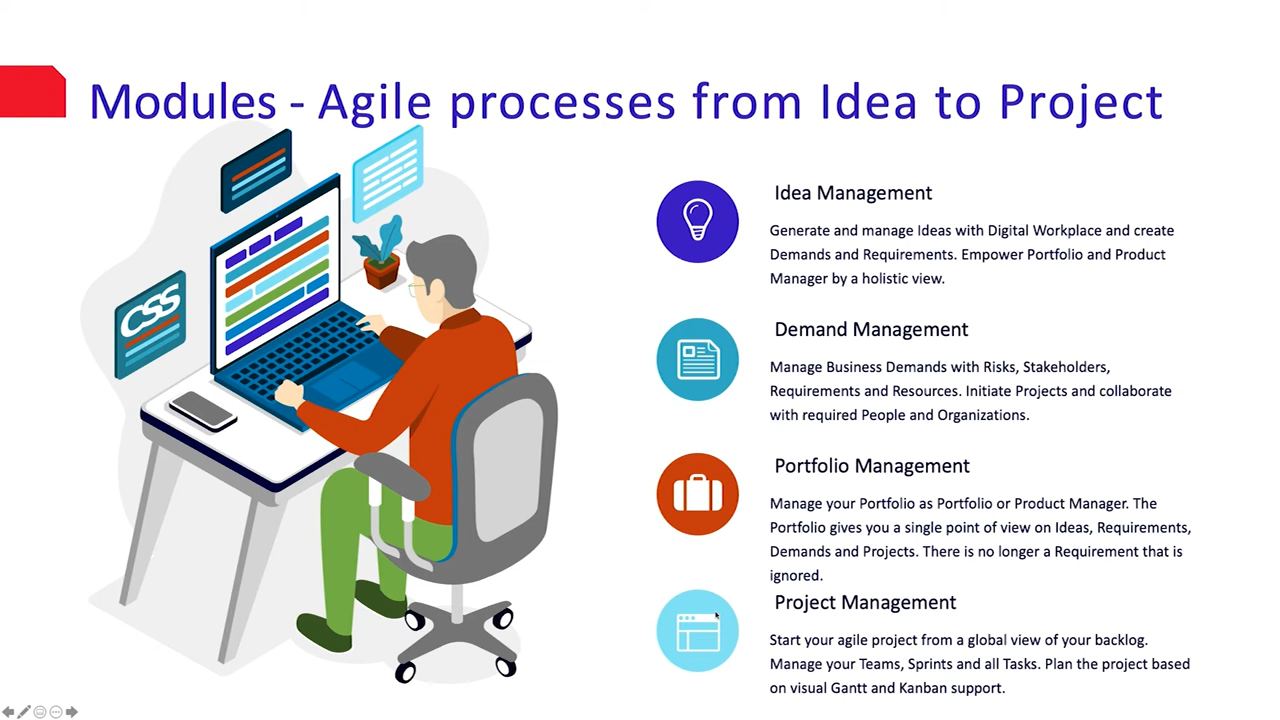 Modules - Agile processes from Idea to Project
CSS
Idea Management
Generate and manage Ideas with Digital Workplace and create
Demands and Requirements. Empower Portfolio and Product
Manager by a holistic view.
Demand Management
Manage Business Demands with Risks, Stakeholders,
Requirements and Resources. Initiate Projects and collaborate
with required People and Organizations.
Portfolio Management
Manage your Portfolio as Portfolio or Product Manager. The
Portfolio gives you a single point of view on Ideas, Requirements,
Demands and Projects. There is no longer a Requirement that is
ignored.
Project Management
Start your agile project from a global view of your backlog.
Manage your Teams, Sprints and all Tasks. Plan the project based
on visual Gantt and Kanban support.